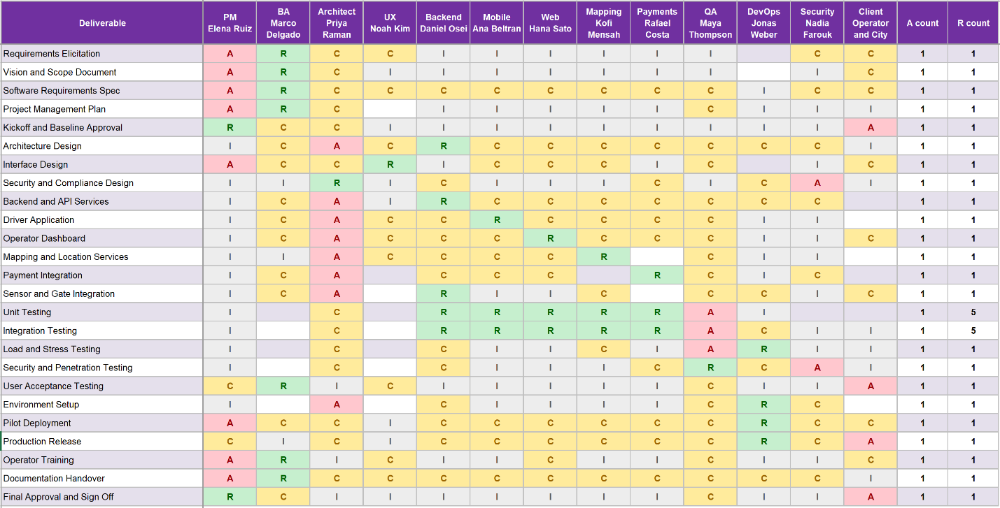 Deliverable PM Elena Ruiz BA Marco Delgado Architect Priya Raman UX Noah Kim Backend Daniel Osei Mobile Ana Beltran Web Hana Sato Mapping Kofi Mensah Payments Rafael Costa QA Maya Thompson DevOps Jonas Weber Security Nadia Farouk Client Operator and City A count R count
Requirements Elicitation A R C C I I I I I I C C 1 1
Vision and Scope Document A R C I I I I I I I I C 1 1
Software Requirements Spec A R C C C C C C C C I C C 1 1
Project Management Plan A R C I I I I I C I I I 1 1
Kickoff and Baseline Approval R C C I I I I I I I I I A 1 1
Architecture Design I C A C R C C C C C C C I 1 1
Interface Design A C C R I C C C I C I C 1 1
Security and Compliance Design I I R I C I I I C I C A I 1 1
Backend and API Services I C A I R C C C C C C C 1 1
Driver Application I C A C C R C C C C I I 1 1
Operator Dashboard I C A C C C R C C C I I C 1 1
Mapping and Location Services I I A C C C C R C I I 1 1
Payment Integration I C A C C C R C I C 1 1
Sensor and Gate Integration I C A R I I C C C I C 1 1
Unit Testing I C R R R R R A I 1 5
Integration Testing I C R R R R R A C I I 1 5
Load and Stress Testing I C C I I C I A R I I 1 1
Security and Penetration Testing I C C I I I C R C A I 1 1
User Acceptance Testing C R I C I I I I I C I I A 1 1
Environment Setup I A C I I I I C R C 1 1
Pilot Deployment A C C I C C C C C C R C C 1 1
Production Release C I C I C C C C C C R C A 1 1
Operator Training A R I C I I C I I C I I C 1 1
Documentation Handover A R C C C C C C C C C C I 1 1
Final Approval and Sign Off R C I I I I I I I C I I A 1 1